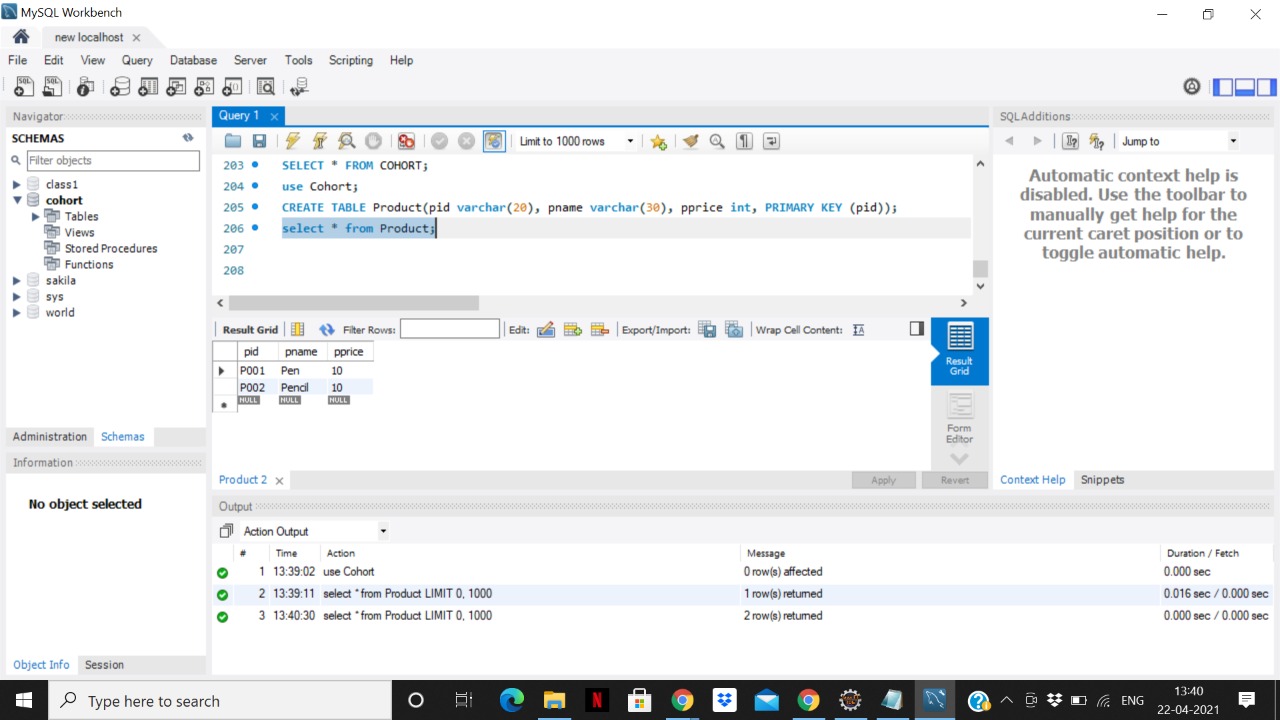 MySQL Workbench
new localhost
File Edit View Query Database Server Tools Scripting Help
Navigator
SCHEMAS
Filter objects
class1
cohort
Tables
Views
Stored Procedures
Functions
sakila
sys
world
Administration Schemas
Information
No object selected
Object Info Session
Query 1
Limit to 1000 rows
203 SELECT * FROM COHORT;
204 use Cohort;
205 CREATE TABLE Product(pid varchar(20), pname varchar(30), pprice int, PRIMARY KEY (pid));
206 select * from Product;
207
208
Result Grid Filter Rows: Edit: Export/Import: Wrap Cell Content:
pid pname pprice
P001 Pen 10
P002 Pencil 10
NULL NULL NULL
Result
Grid
Form
Editor
Product 2 Apply Revert
SQLAdditions
Jump to
Automatic context help is
disabled. Use the toolbar to
manually get help for the
current caret position or to
toggle automatic help.
Context Help Snippets
Output
Action Output
# Time Action Message Duration / Fetch
1 13:39:02 use Cohort 0 row(s) affected 0.000 sec
2 13:39:11 select * from Product LIMIT 0, 1000 1 row(s) returned 0.016 sec / 0.000 sec
3 13:40:30 select * from Product LIMIT 0, 1000 2 row(s) returned 0.000 sec / 0.000 sec
Type here to search
ENG
13:40
22-04-2021